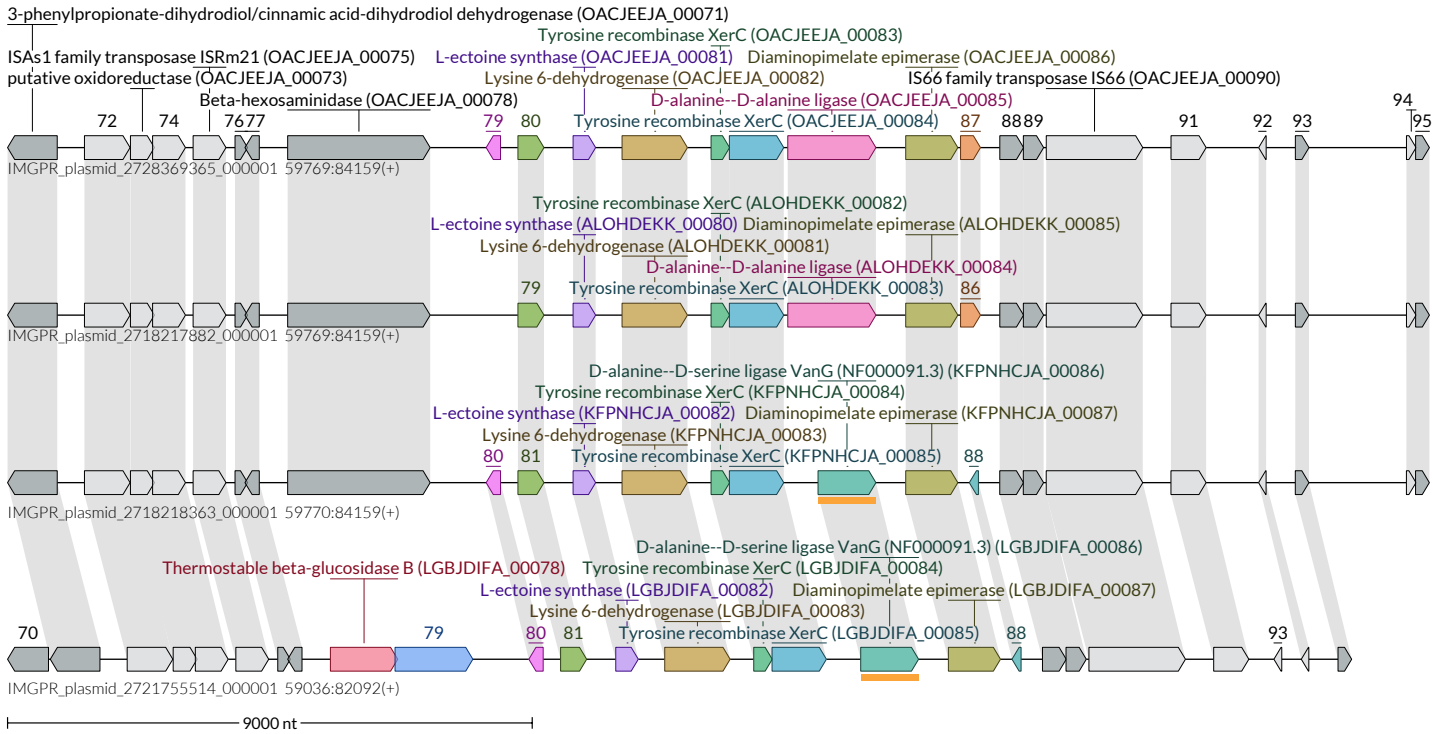 3-phenylpropionate-dihydrodiol/cinnamic acid-dihydrodiol dehydrogenase (OACJEEJA_00071)
Tyrosine recombinase XerC (OACJEEJA_00083)
ISAs1 family transposase ISRm21 (OACJEEJA_00075) L-ectoine synthase (OACJEEJA_00081) Diaminopimelate epimerase (OACJEEJA_00086)
putative oxidoreductase (OACJEEJA_00073) Lysine 6-dehydrogenase (OACJEEJA_00082) IS66 family transposase IS66 (OACJEEJA_00090)
Beta-hexosaminidase (OACJEEJA_00078) D-alanine--D-alanine ligase (OACJEEJA_00085)
72 74 76 77 79 80 Tyrosine recombinase XerC (OACJEEJA_00084) 87 88 89 91 92 93 94 95
IMGPR_plasmid_2728369365_000001 59769:84159(+)
Tyrosine recombinase XerC (ALOHDEKK_00082)
L-ectoine synthase (ALOHDEKK_00080) Diaminopimelate epimerase (ALOHDEKK_00085)
Lysine 6-dehydrogenase (ALOHDEKK_00081)
D-alanine--D-alanine ligase (ALOHDEKK_00084)
79 Tyrosine recombinase XerC (ALOHDEKK_00083) 86
IMGPR_plasmid_2718217882_000001 59769:84159(+)
D-alanine--D-serine ligase VanG (NF000091.3) (KFPNHCJA_00086)
Tyrosine recombinase XerC (KFPNHCJA_00084)
L-ectoine synthase (KFPNHCJA_00082) Diaminopimelate epimerase (KFPNHCJA_00087)
Lysine 6-dehydrogenase (KFPNHCJA_00083)
80 81 Tyrosine recombinase XerC (KFPNHCJA_00085) 88
IMGPR_plasmid_2718218363_000001 59770:84159(+)
D-alanine--D-serine ligase VanG (NF000091.3) (LGBJDIFA_00086)
Thermostable beta-glucosidase B (LGBJDIFA_00078) Tyrosine recombinase XerC (LGBJDIFA_00084)
L-ectoine synthase (LGBJDIFA_00082) Diaminopimelate epimerase (LGBJDIFA_00087)
Lysine 6-dehydrogenase (LGBJDIFA_00083)
70 79 80 81 Tyrosine recombinase XerC (LGBJDIFA_00085) 88 93
IMGPR_plasmid_2721755514_000001 59036:82092(+)
9000 nt